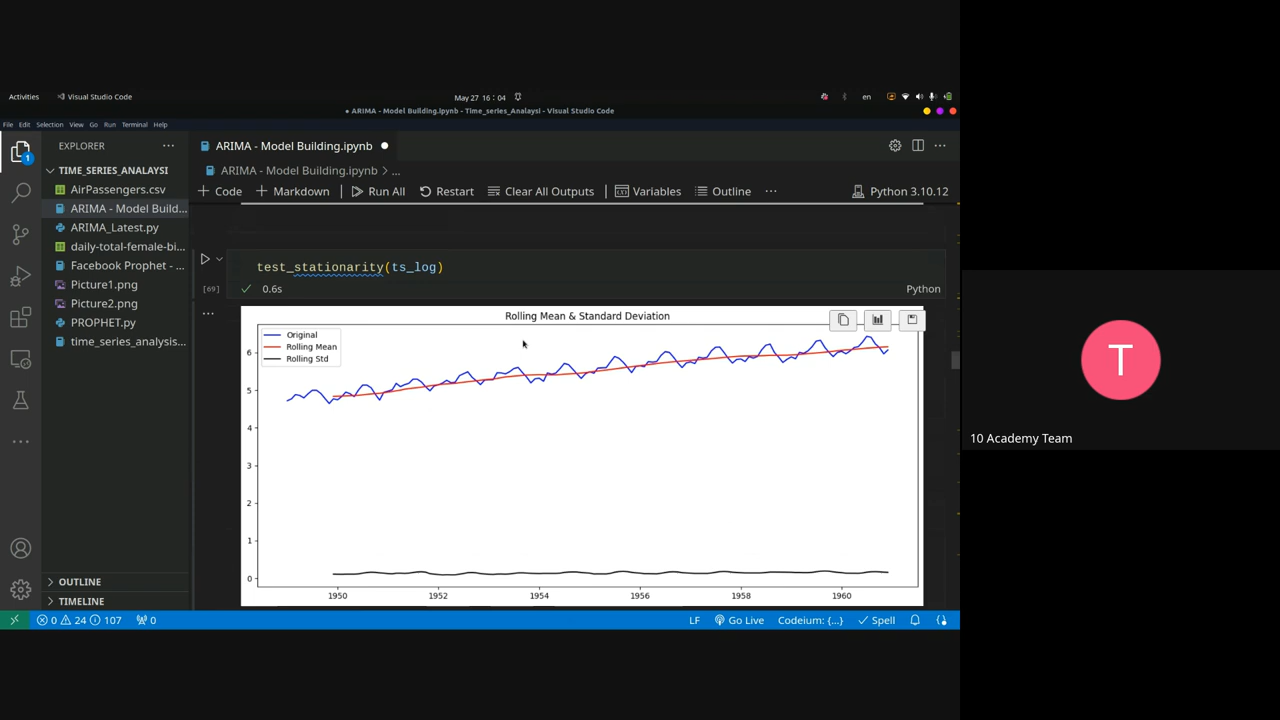 Activities Visual Studio Code May 27 16:04 en
● ARIMA - Model Building.ipynb - Time_series_Analaysi - Visual Studio Code
File Edit Selection View Go Run Terminal Help
EXPLORER
TIME_SERIES_ANALAYSI
AirPassengers.csv
ARIMA - Model Build...
ARIMA_Latest.py
daily-total-female-bi...
Facebook Prophet - ...
Picture1.png
Picture2.png
PROPHET.py
time_series_analysis...
OUTLINE
TIMELINE
1
ARIMA - Model Building.ipynb ●
ARIMA - Model Building.ipynb > ...
+ Code + Markdown Run All Restart Clear All Outputs Variables Outline ... Python 3.10.12
test_stationarity(ts_log)
[69] 0.6s Python
Rolling Mean & Standard Deviation
Original
Rolling Mean
Rolling Std
6
5
4
3
2
1
0
1950 1952 1954 1956 1958 1960
0 24 107 0 LF Go Live Codeium: {...} Spell
T
10 Academy Team